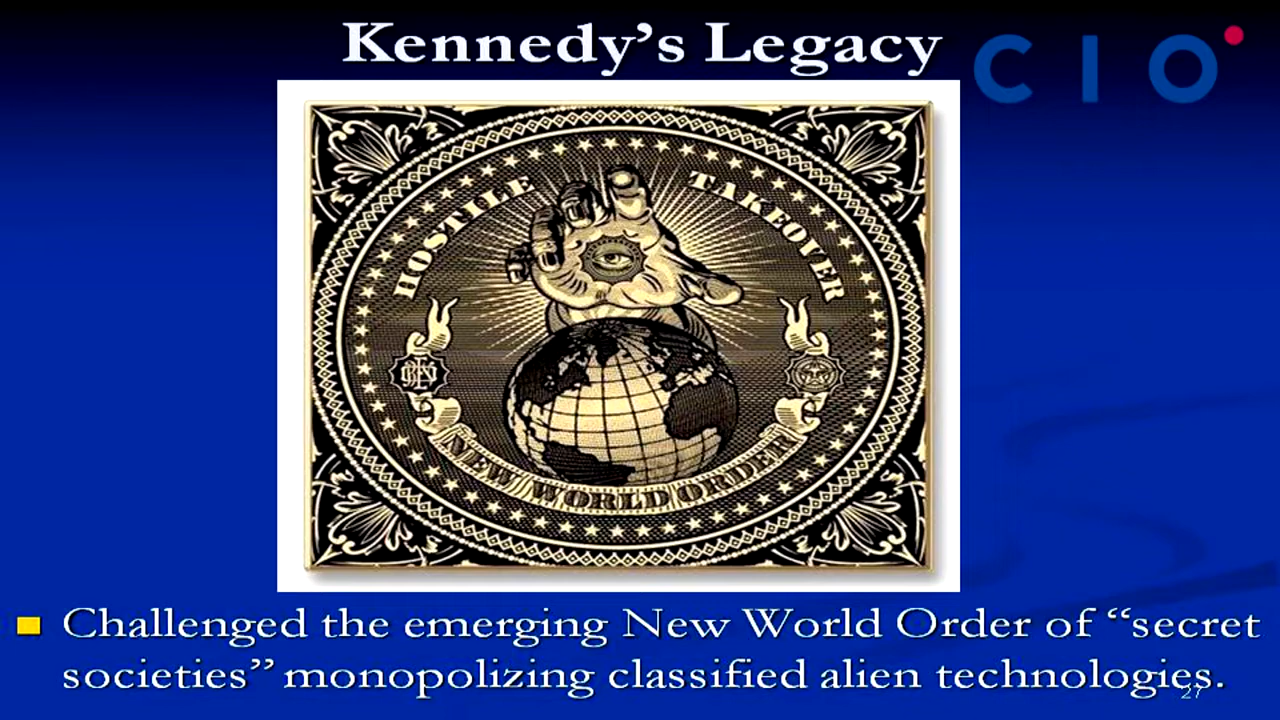 Kennedy's Legacy
CIO
HOSTILE TAKEOVER
NEW WORLD ORDER
Challenged the emerging New World Order of “secret
societies” monopolizing classified alien technologies.
27